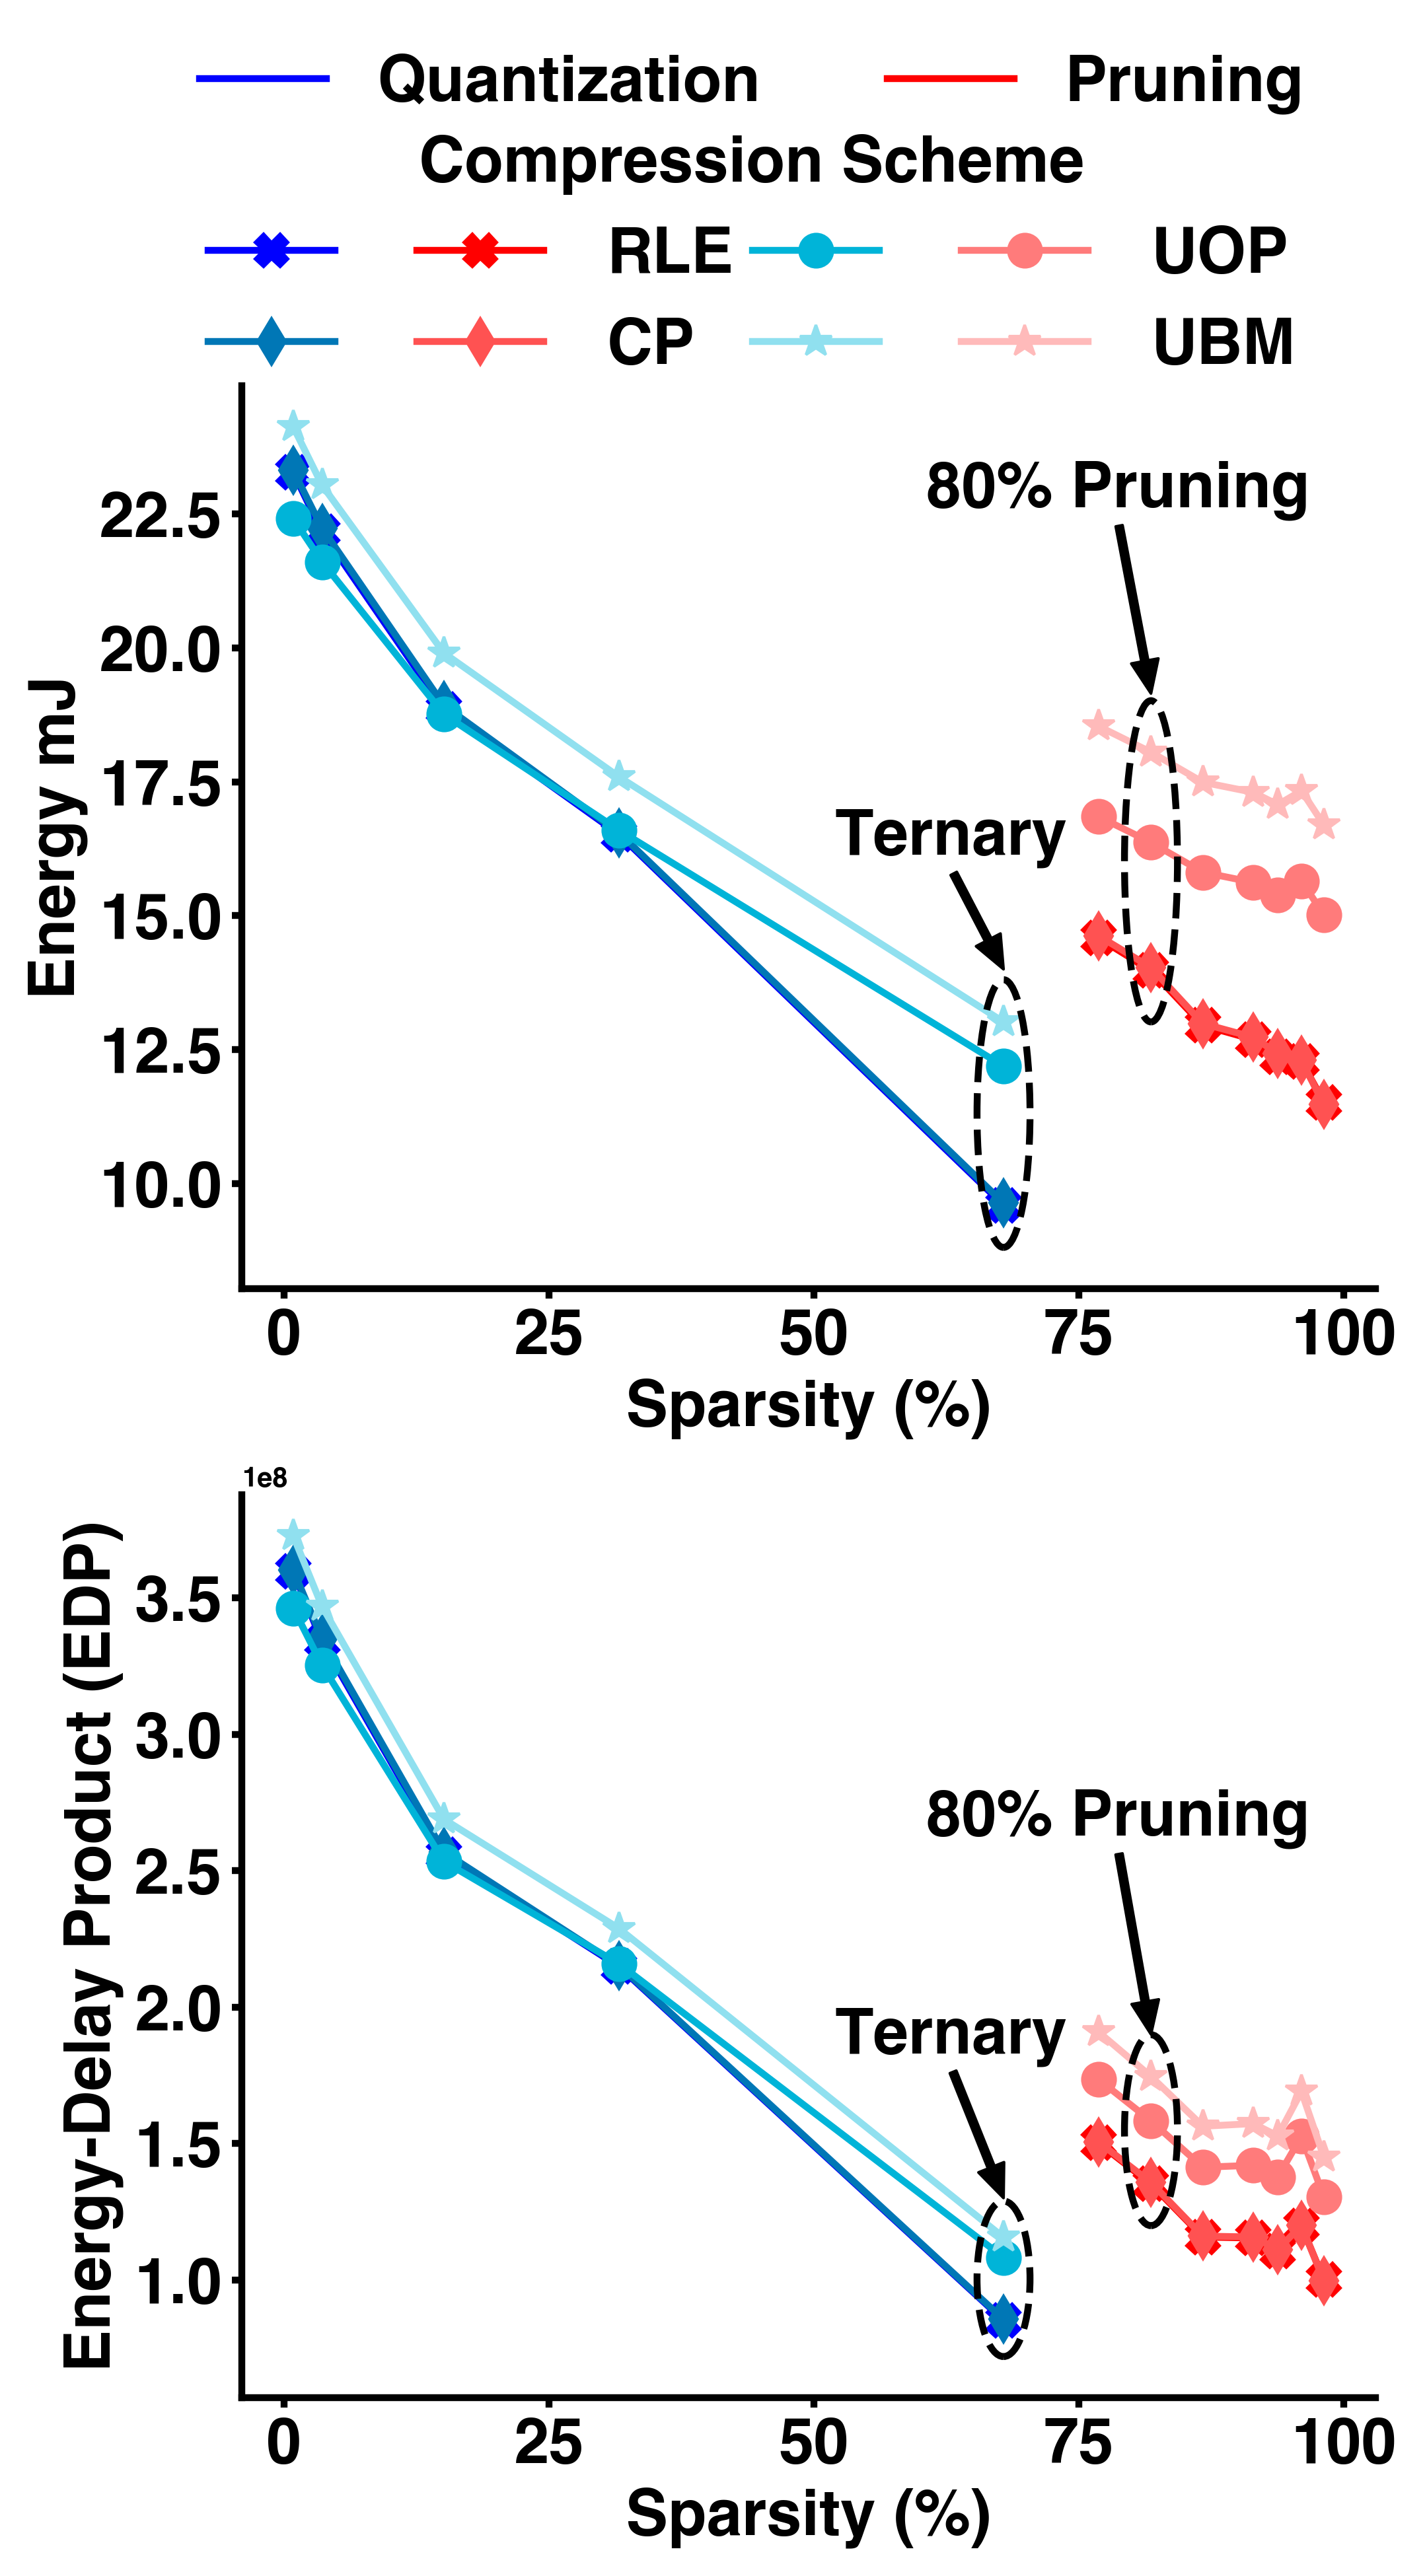 Quantization Pruning
Compression Scheme
RLE UOP
CP UBM
80% Pruning
22.5
20.0
17.5
15.0
12.5
10.0
Energy mJ
Ternary
0 25 50 75 100
Sparsity (%)
1e8
3.5
3.0
2.5
2.0
1.5
1.0
Energy-Delay Product (EDP)
80% Pruning
Ternary
0 25 50 75 100
Sparsity (%)